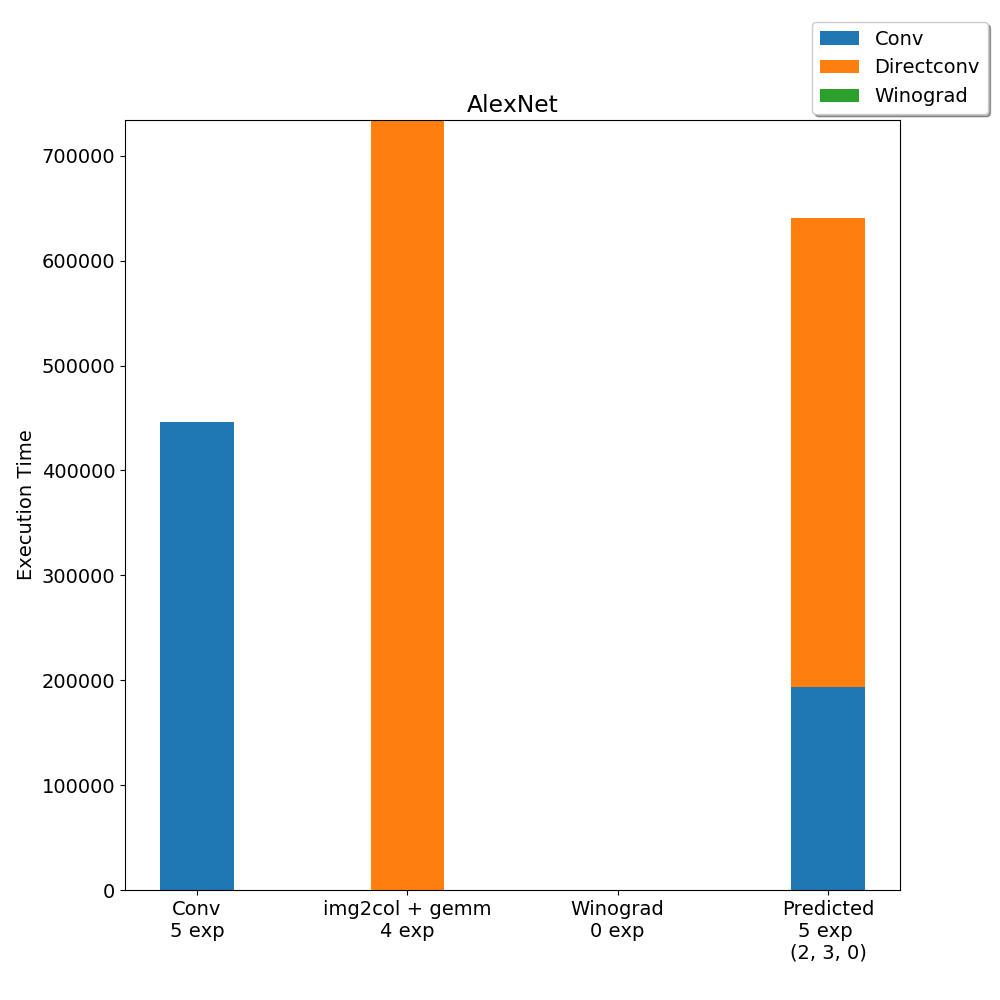 Conv
Directconv
Winograd
AlexNet
700000
600000
500000
400000
300000
200000
100000
0
Execution Time
Conv
5 exp
img2col + gemm
4 exp
Winograd
0 exp
Predicted
5 exp
(2, 3, 0)